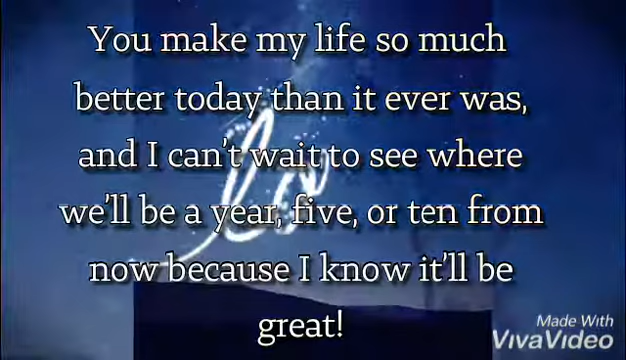 You make my life so much
better today than it ever was,
and I can't wait to see where
we'll be a year, five, or ten from
now because I know it'll be
great!
Made With
VivaVideo